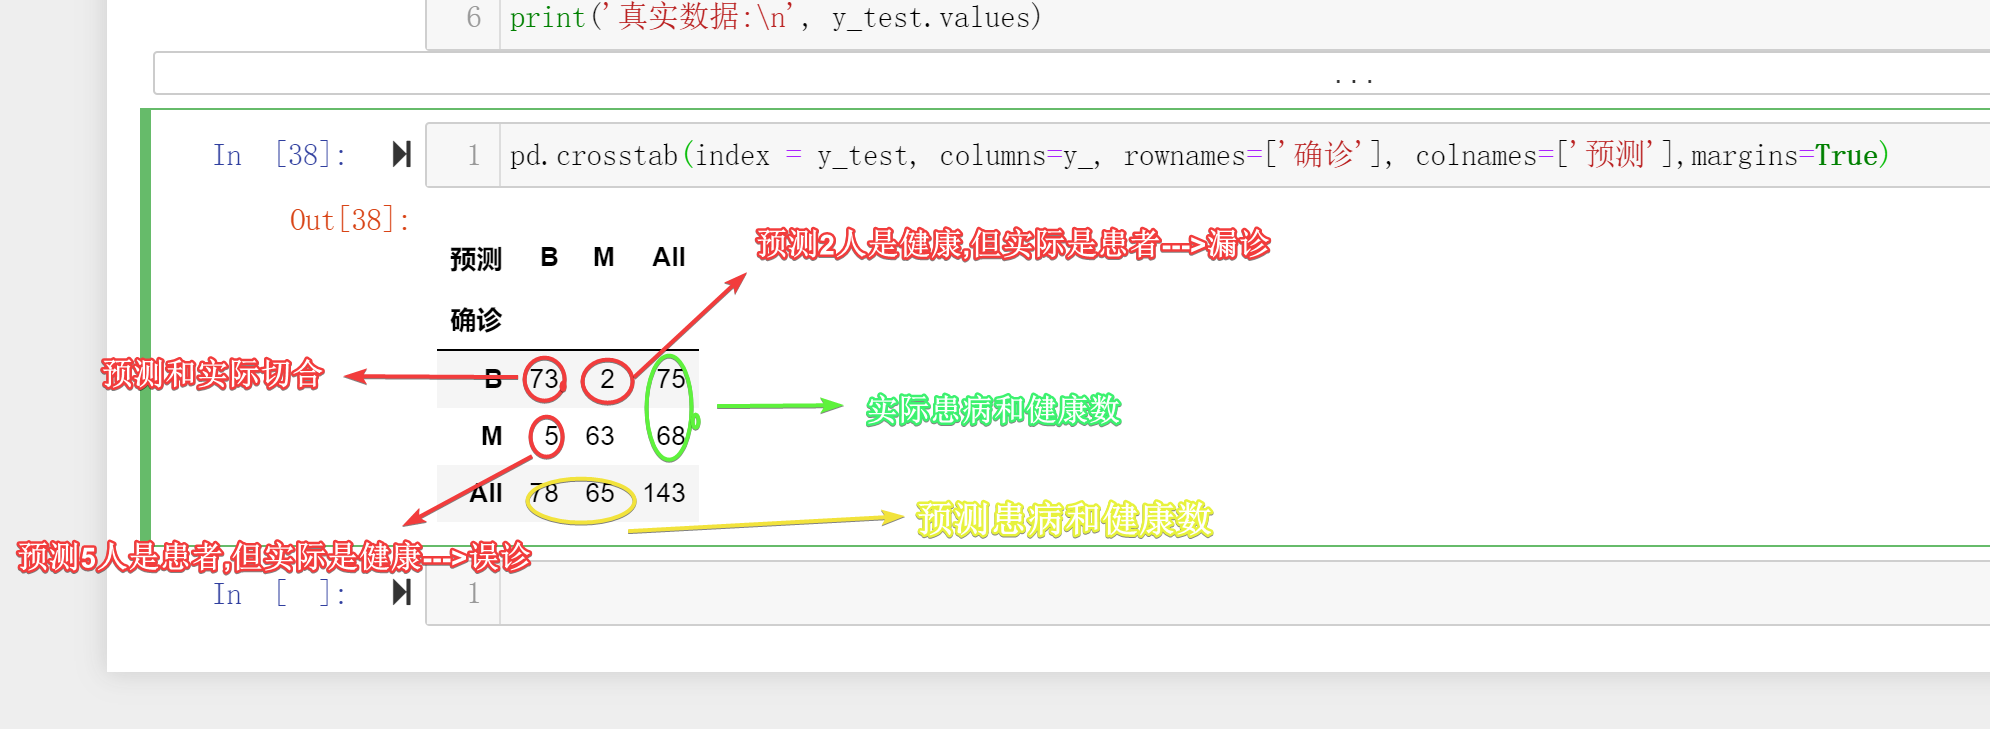 6 print('真实数据:\n', y_test.values)
...
In [38]: 1 pd.crosstab(index = y_test, columns=y_, rownames=['确诊'], colnames=['预测'],margins=True)
Out[38]:
预测2人是健康,但实际是患者--->漏诊
预测 B M All
确诊
预测和实际切合
B 73 2 75
实际患病和健康数
M 5 63 68
All 78 65 143
预测患病和健康数
预测5人是患者,但实际是健康--->误诊
In [ ]: 1